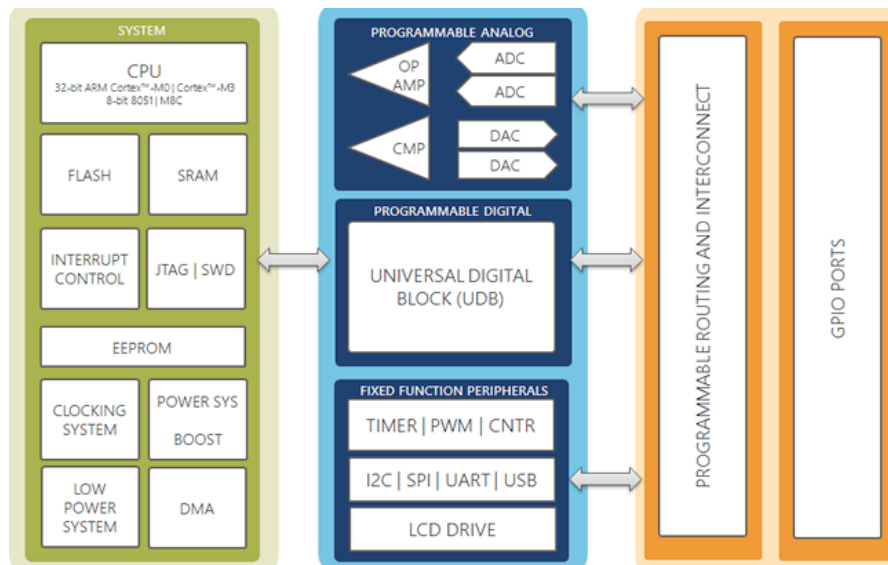 SYSTEM
CPU
32-bit ARM Cortex™-M0 | Cortex™-M3
8-bit 8051 | M8C
FLASH
SRAM
INTERRUPT
CONTROL
JTAG | SWD
EEPROM
CLOCKING
SYSTEM
POWER SYS
BOOST
LOW
POWER
SYSTEM
DMA
PROGRAMMABLE ANALOG
OP
AMP
ADC
ADC
CMP
DAC
DAC
PROGRAMMABLE DIGITAL
UNIVERSAL DIGITAL
BLOCK (UDB)
FIXED FUNCTION PERIPHERALS
TIMER | PWM | CNTR
I2C | SPI | UART | USB
LCD DRIVE
PROGRAMMABLE ROUTING AND INTERCONNECT
GPIO PORTS